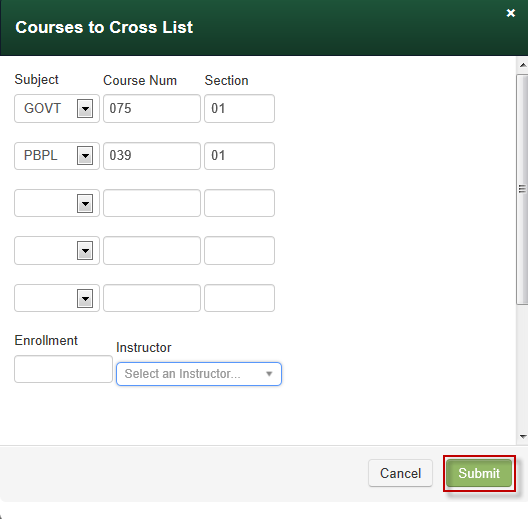 Courses to Cross List
×
Subject Course Num Section
GOVT 075 01
PBPL 039 01
Enrollment Instructor
Select an Instructor...
Cancel Submit